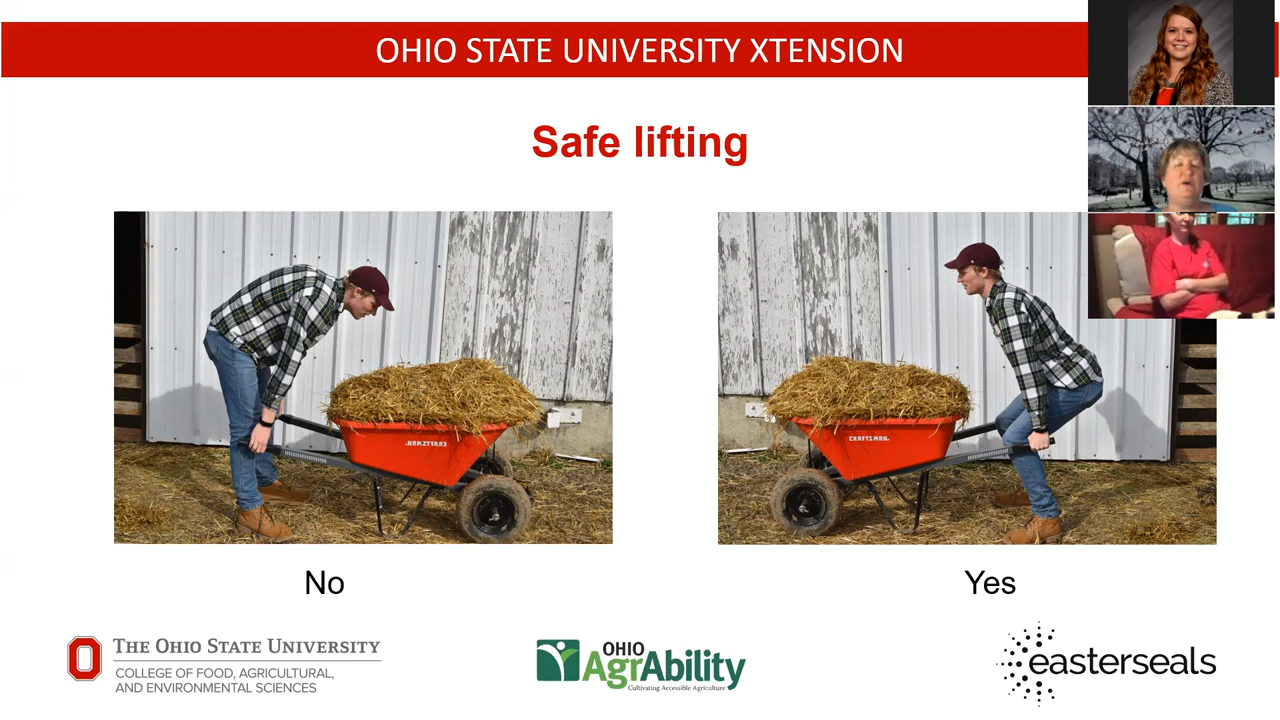 OHIO STATE UNIVERSITY XTENSION
Safe lifting
CRAFTSMAN
CRAFTSMAN
No
Yes
THE OHIO STATE UNIVERSITY
COLLEGE OF FOOD, AGRICULTURAL,
AND ENVIRONMENTAL SCIENCES
OHIO
AgrAbility
Cultivating Accessible Agriculture
easterseals